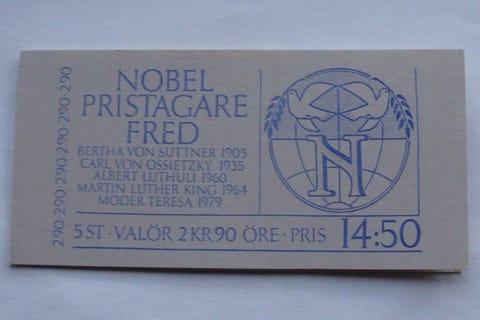 290·290·290·290·290
NOBEL
PRISTAGARE
FRED
BERTHA VON SUTTNER 1905
CARL VON OSSIETZKY 1935
ALBERT LUTHULI 1960
MARTIN LUTHER KING 1964
MODER TERESA 1979
N
5 ST · VALÖR 2 KR 90 ÖRE · PRIS 14:50